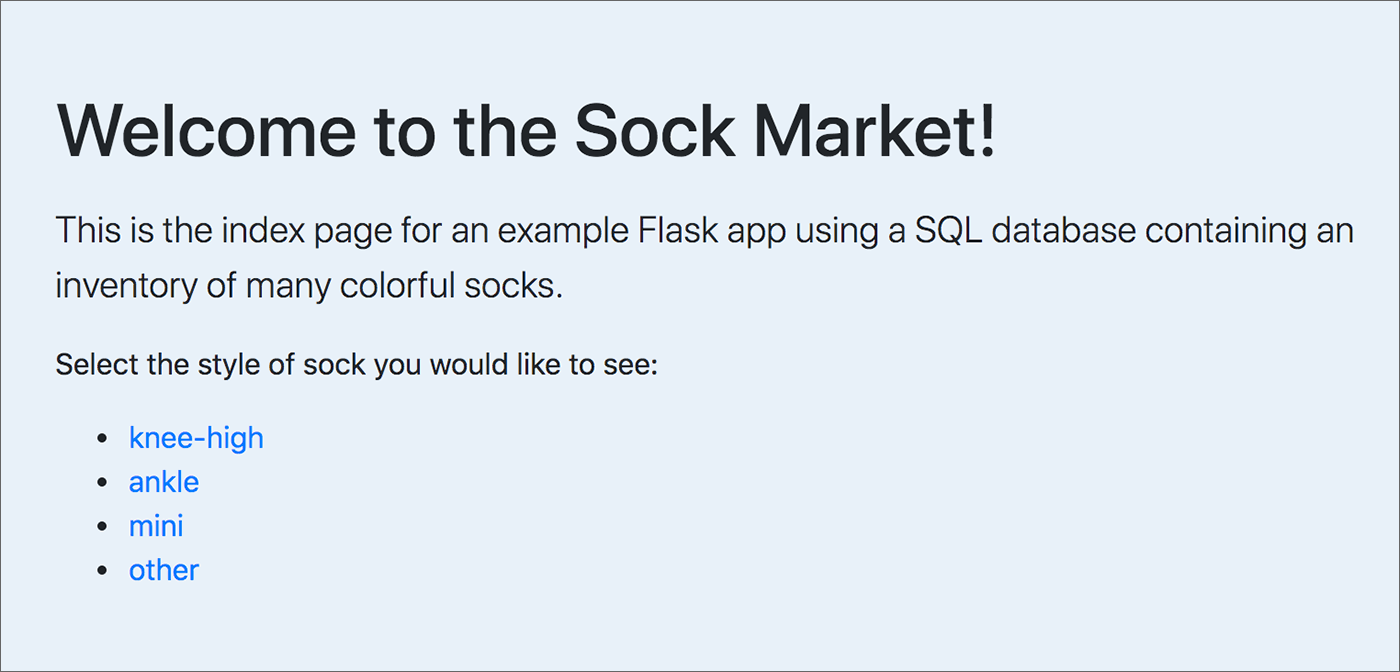 Welcome to the Sock Market!
This is the index page for an example Flask app using a SQL database containing an
inventory of many colorful socks.
Select the style of sock you would like to see:
• knee-high
• ankle
• mini
• other